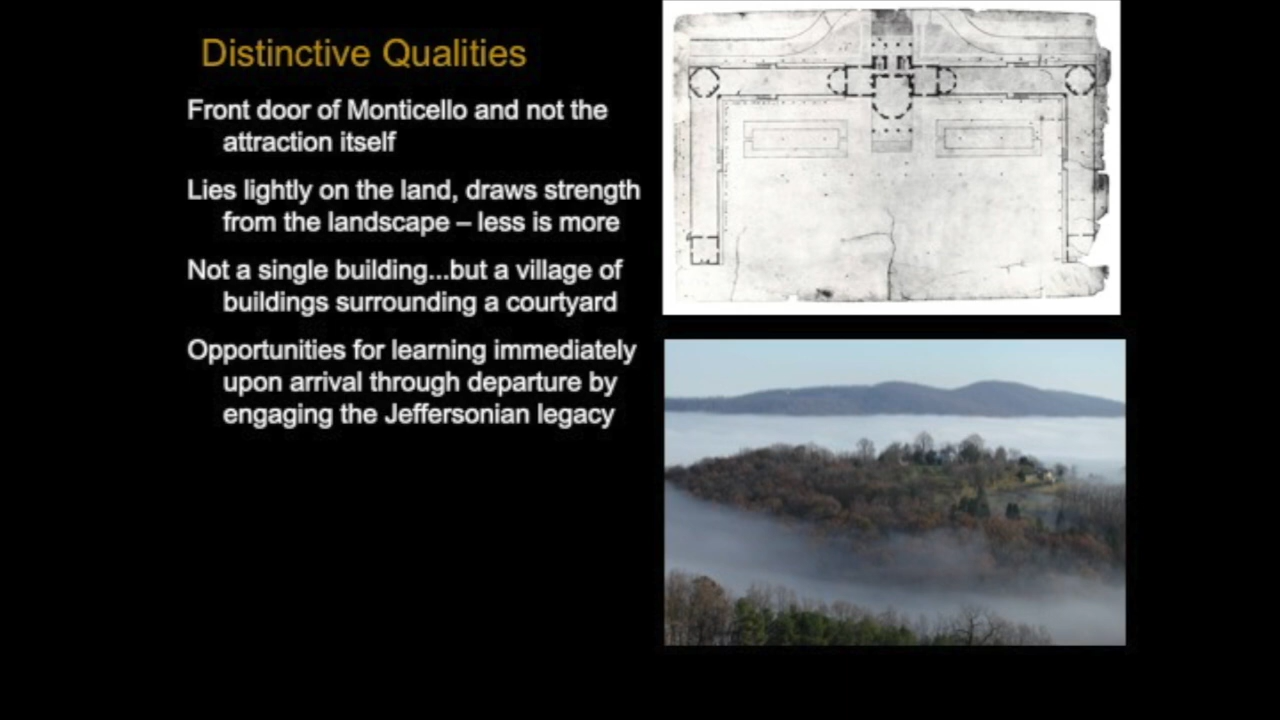 Distinctive Qualities
Front door of Monticello and not the
attraction itself
Lies lightly on the land, draws strength
from the landscape – less is more
Not a single building...but a village of
buildings surrounding a courtyard
Opportunities for learning immediately
upon arrival through departure by
engaging the Jeffersonian legacy